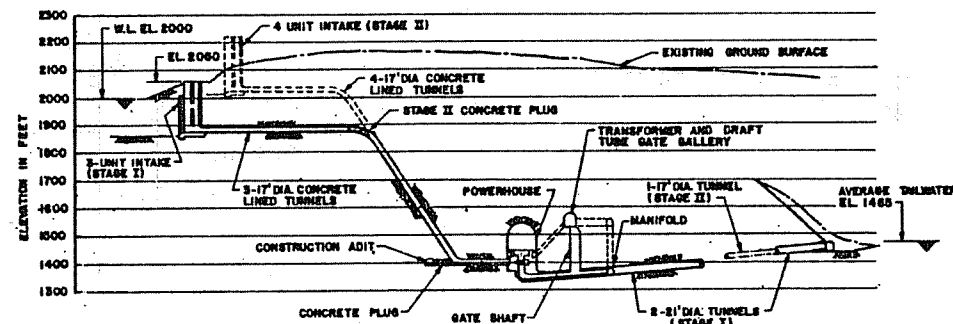 2300
W.L. EL. 2000
2200
4 UNIT INTAKE (STAGE II)
EL. 2060
EXISTING GROUND SURFACE
2100
4-17' DIA CONCRETE
LINED TUNNELS
2000
STAGE II CONCRETE PLUG
1900
TRANSFORMER AND DRAFT
TUBE GATE GALLERY
3-UNIT INTAKE
(STAGE I)
1800
3-17' DIA. CONCRETE
LINED TUNNELS
1700
POWERHOUSE
1-17' DIA. TUNNEL
(STAGE II)
AVERAGE TAILWATER
EL. 1465
1600
MANIFOLD
1500
CONSTRUCTION ADIT
1400
1300
CONCRETE PLUG
GATE SHAFT
2-21' DIA. TUNNELS
(STAGE I)
ELEVATION IN FEET